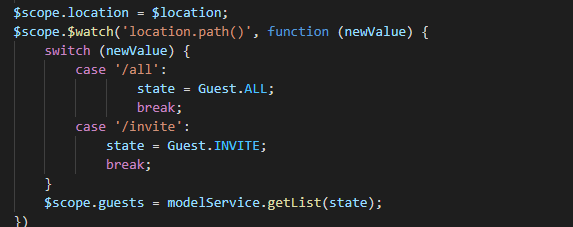 $scope.location = $location;
$scope.$watch('location.path()', function (newValue) {
    switch (newValue) {
        case '/all':
                state = Guest.ALL;
                break;
        case '/invite':
            state = Guest.INVITE;
            break;
    }
    $scope.guests = modelService.getList(state);
})